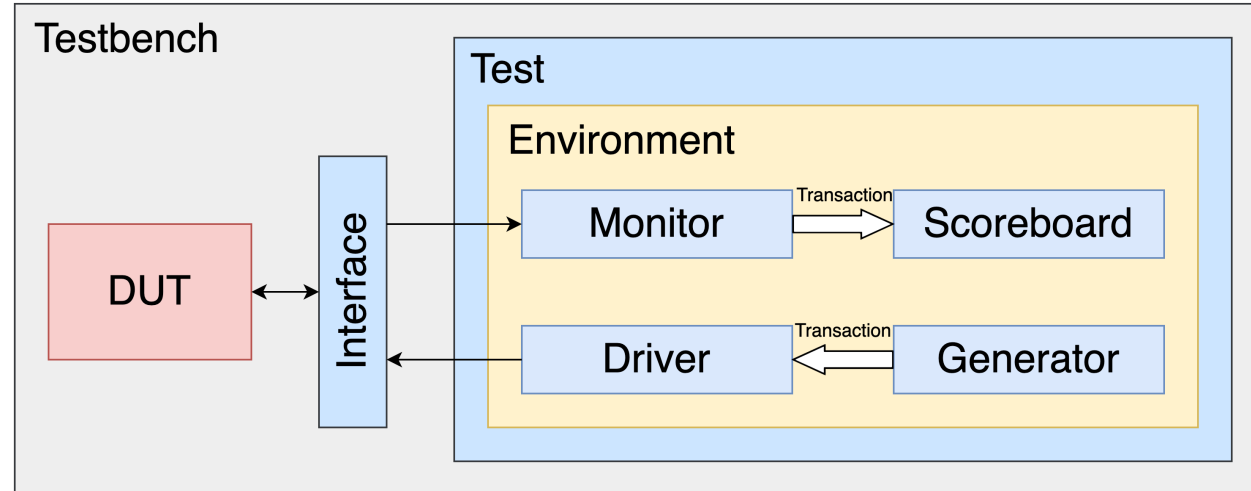 Testbench
Test
Environment
Transaction
Monitor
Scoreboard
Interface
DUT
Transaction
Driver
Generator